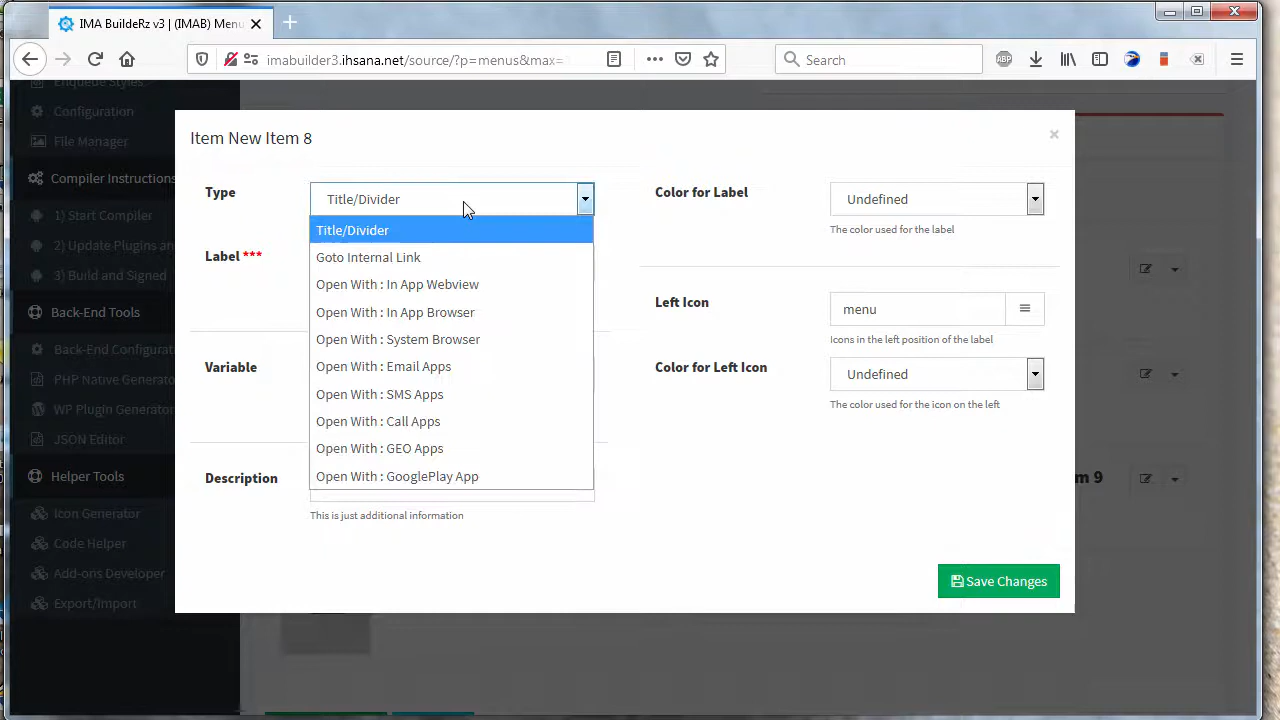 IMA BuildeRz v3 | (IMAB) Menu
imabuilder3.ihsana.net/source/?p=menus&max=
Search
ABP
Enqueue Styles
Configuration
File Manager
Compiler Instructions
1) Start Compiler
2) Update Plugins an
3) Build and Signed
Back-End Tools
Back-End Configurat
PHP Native Generato
WP Plugin Generator
JSON Editor
Helper Tools
Icon Generator
Code Helper
Add-ons Developer
Export/Import
Item New Item 8
×
Type
Title/Divider
Title/Divider
Goto Internal Link
Open With : In App Webview
Open With : In App Browser
Open With : System Browser
Open With : Email Apps
Open With : SMS Apps
Open With : Call Apps
Open With : GEO Apps
Open With : GooglePlay App
Label ***
Variable
Description
This is just additional information
Color for Label
Undefined
The color used for the label
Left Icon
menu
Icons in the left position of the label
Color for Left Icon
Undefined
The color used for the icon on the left
m 9
Save Changes